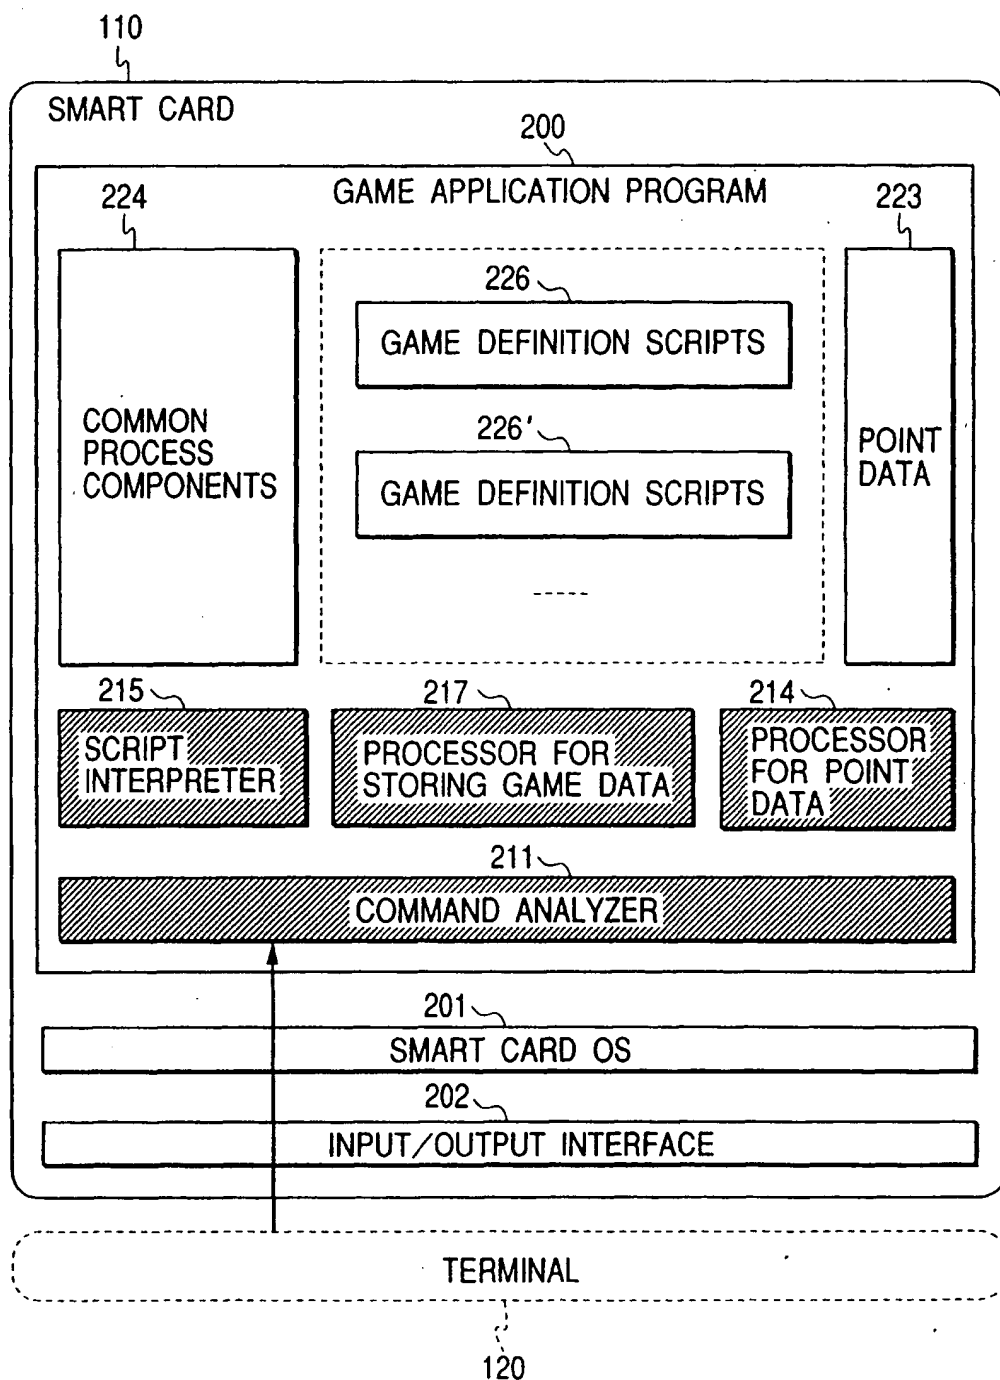 110
SMART CARD
200
GAME APPLICATION PROGRAM
224
223
226
GAME DEFINITION SCRIPTS
226'
GAME DEFINITION SCRIPTS
COMMON
PROCESS
COMPONENTS
POINT
DATA
215
217
214
SCRIPT
INTERPRETER
PROCESSOR FOR
STORING GAME DATA
PROCESSOR
FOR POINT
DATA
211
COMMAND ANALYZER
201
SMART CARD OS
202
INPUT/OUTPUT INTERFACE
TERMINAL
120